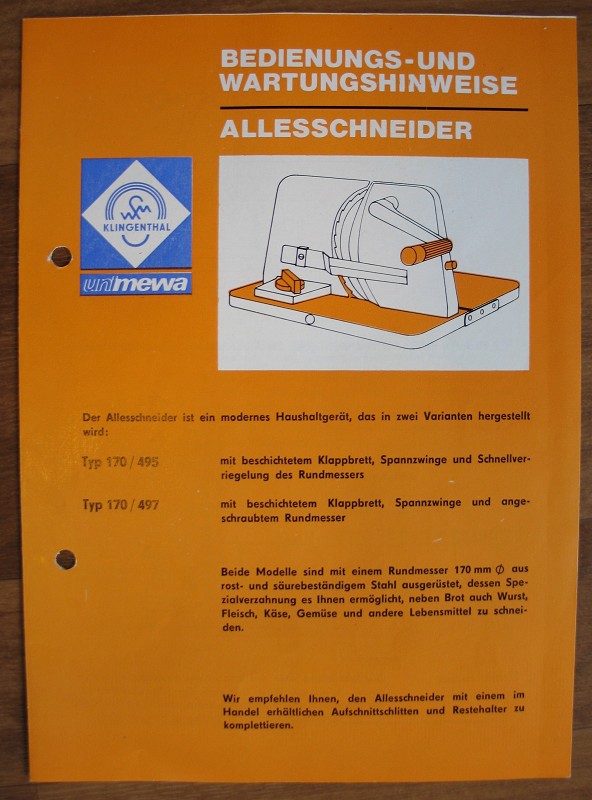 BEDIENUNGS-UND
WARTUNGSHINWEISE
ALLESSCHNEIDER
KLINGENTHAL
unimewa
Der Allesschneider ist ein modernes Haushaltgerät, das in zwei Varianten hergestellt
wird:
Typ 170/495 mit beschichtetem Klappbrett, Spannzwinge und Schnellver-
riegelung des Rundmessers
Typ 170/497 mit beschichtetem Klappbrett, Spannzwinge und ange-
schraubtem Rundmesser
Beide Modelle sind mit einem Rundmesser 170 mm ∅ aus
rost- und säurebeständigem Stahl ausgerüstet, dessen Spe-
zialverzahnung es Ihnen ermöglicht, neben Brot auch Wurst,
Fleisch, Käse, Gemüse und andere Lebensmittel zu schnei-
den.
Wir empfehlen Ihnen, den Allesschneider mit einem im
Handel erhältlichen Aufschnittschlitten und Restehalter zu
komplettieren.